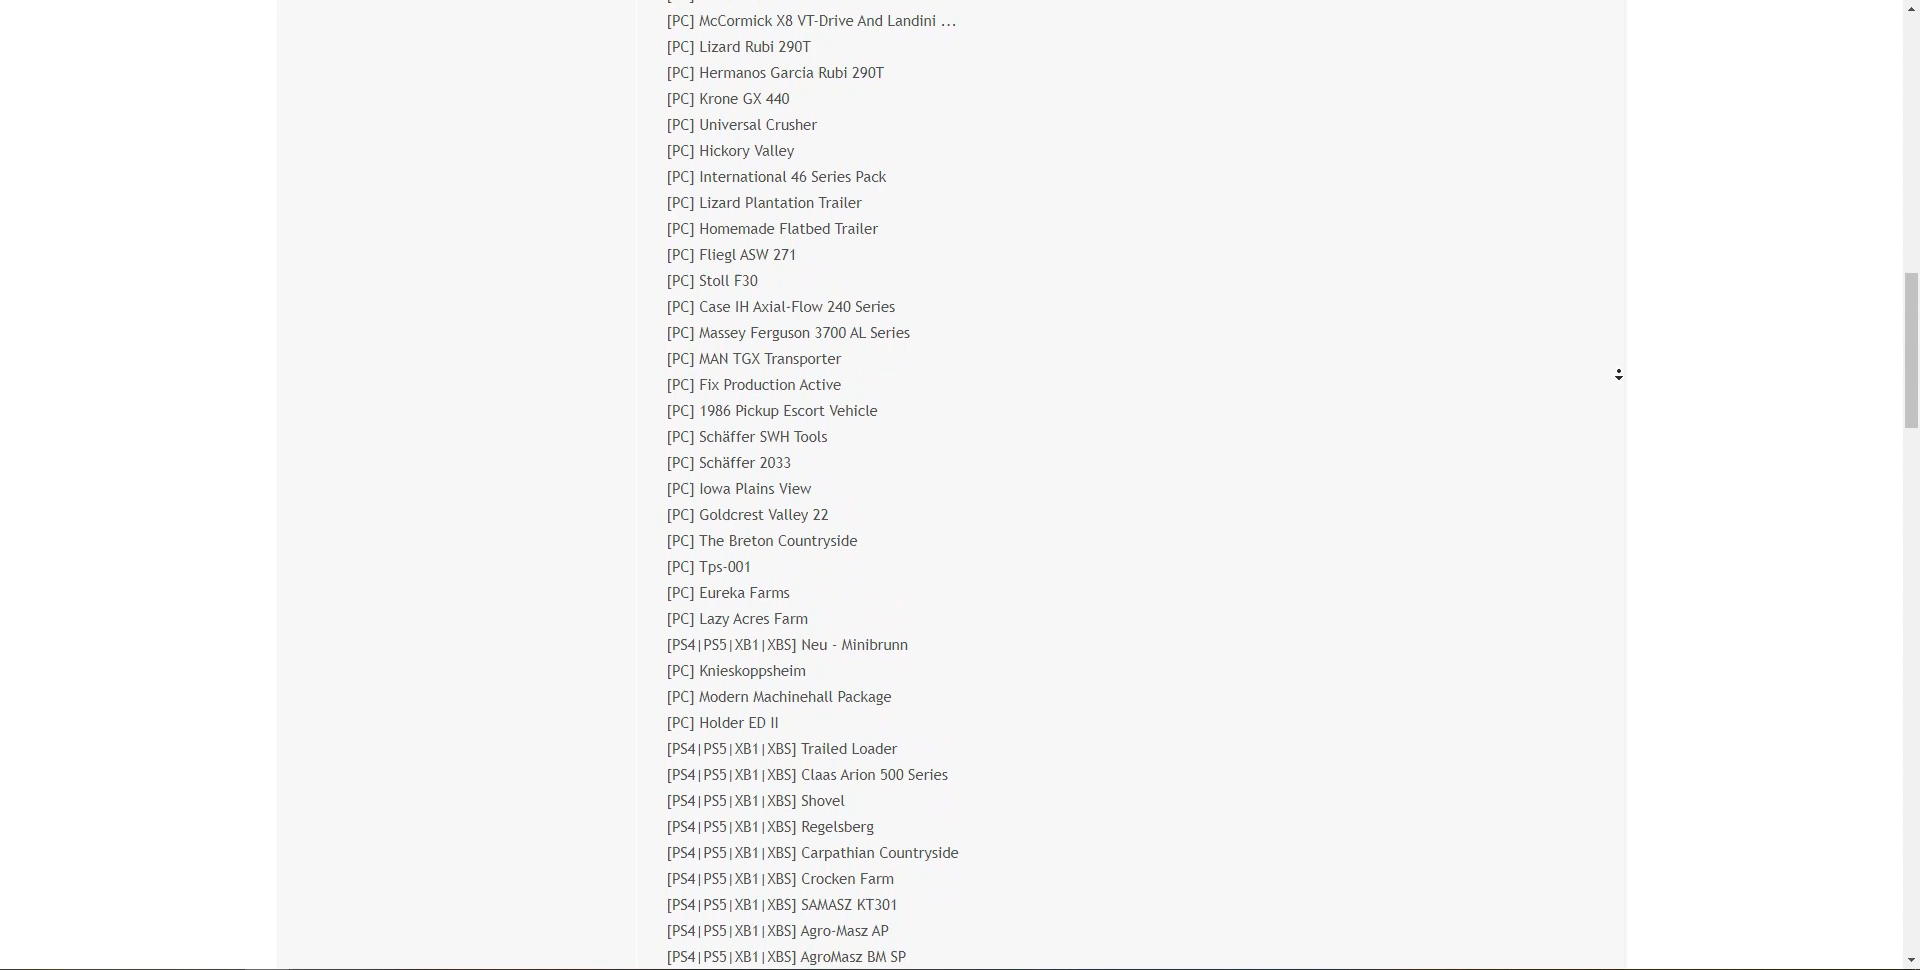 [PC] McCormick X8 VT-Drive And Landini ...
[PC] Lizard Rubi 290T
[PC] Hermanos Garcia Rubi 290T
[PC] Krone GX 440
[PC] Universal Crusher
[PC] Hickory Valley
[PC] International 46 Series Pack
[PC] Lizard Plantation Trailer
[PC] Homemade Flatbed Trailer
[PC] Fliegl ASW 271
[PC] Stoll F30
[PC] Case IH Axial-Flow 240 Series
[PC] Massey Ferguson 3700 AL Series
[PC] MAN TGX Transporter
[PC] Fix Production Active
[PC] 1986 Pickup Escort Vehicle
[PC] Schäffer SWH Tools
[PC] Schäffer 2033
[PC] Iowa Plains View
[PC] Goldcrest Valley 22
[PC] The Breton Countryside
[PC] Tps-001
[PC] Eureka Farms
[PC] Lazy Acres Farm
[PS4|PS5|XB1|XBS] Neu - Minibrunn
[PC] Knieskoppsheim
[PC] Modern Machinehall Package
[PC] Holder ED II
[PS4|PS5|XB1|XBS] Trailed Loader
[PS4|PS5|XB1|XBS] Claas Arion 500 Series
[PS4|PS5|XB1|XBS] Shovel
[PS4|PS5|XB1|XBS] Regelsberg
[PS4|PS5|XB1|XBS] Carpathian Countryside
[PS4|PS5|XB1|XBS] Crocken Farm
[PS4|PS5|XB1|XBS] SAMASZ KT301
[PS4|PS5|XB1|XBS] Agro-Masz AP
[PS4|PS5|XB1|XBS] AgroMasz BM SP